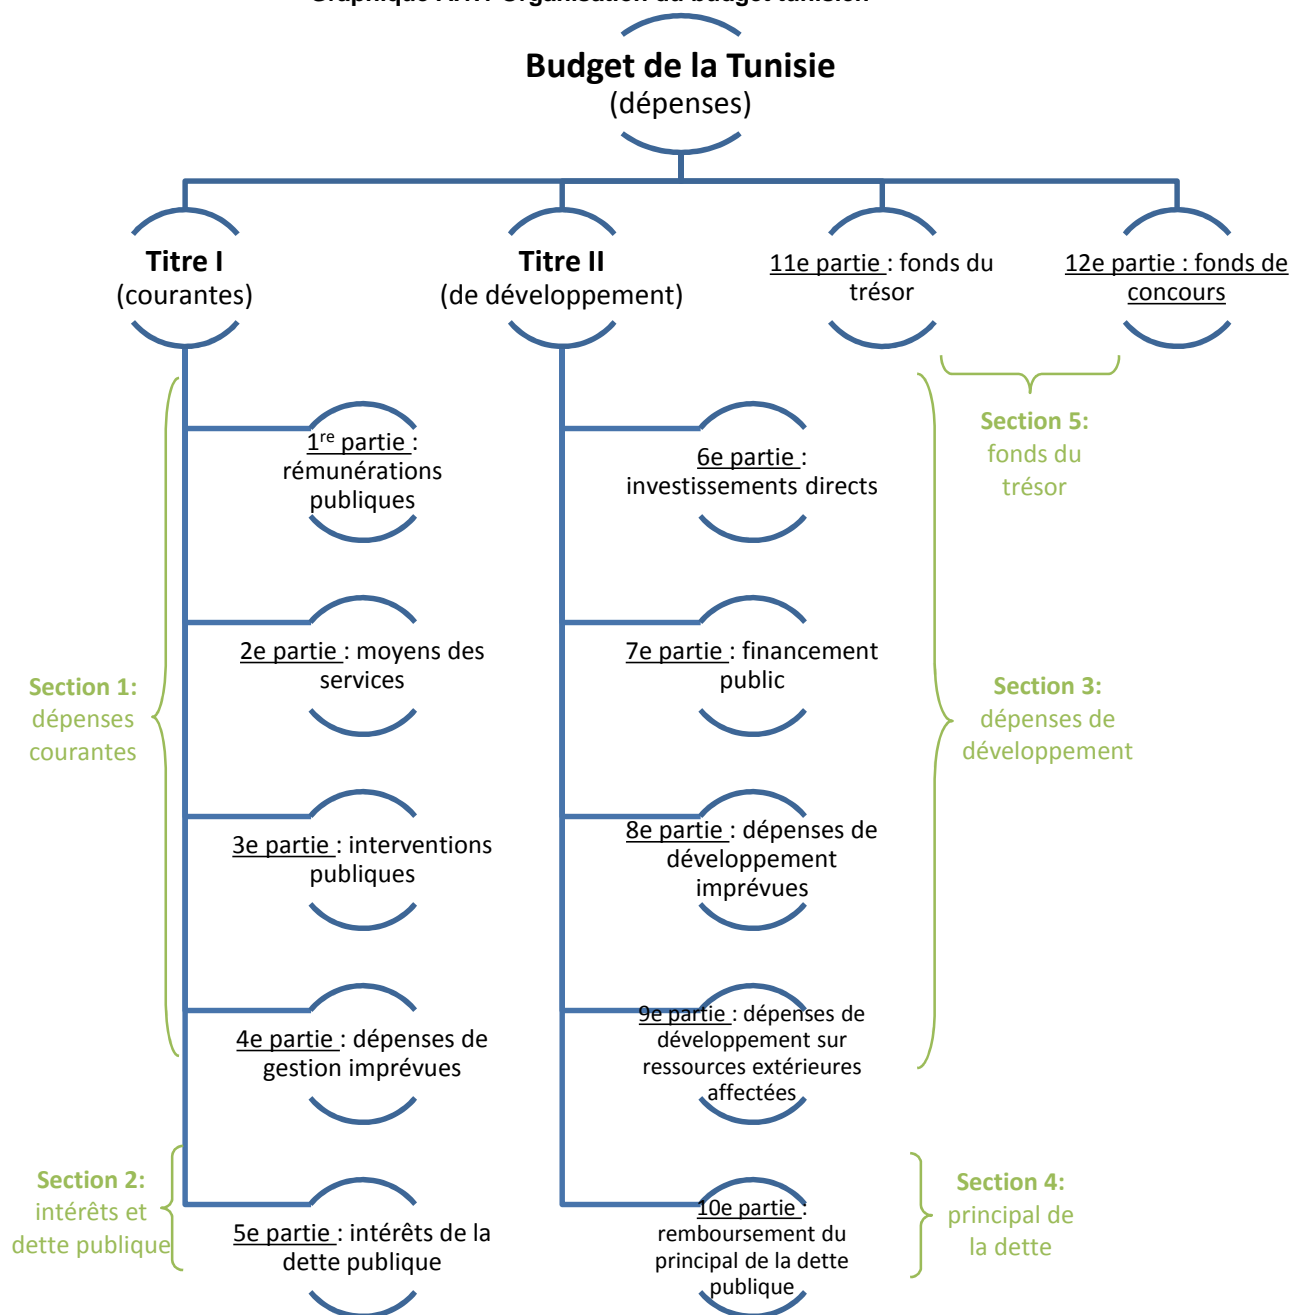 Budget de la Tunisie
(dépenses)
Titre I
(courantes)
Titre II
(de développement)
11e partie : fonds du
trésor
12e partie : fonds de
concours
Section 5:
fonds du
trésor
1re partie :
rémunérations
publiques
6e partie :
investissements directs
2e partie : moyens des
services
7e partie : financement
public
Section 1:
dépenses
courantes
Section 3:
dépenses de
développement
3e partie : interventions
publiques
8e partie : dépenses de
développement
imprévues
4e partie : dépenses de
gestion imprévues
9e partie : dépenses de
développement sur
ressources extérieures
affectées
Section 2:
intérêts et
dette publique
5e partie : intérêts de la
dette publique
10e partie :
remboursement du
principal de la dette
publique
Section 4:
principal de
la dette